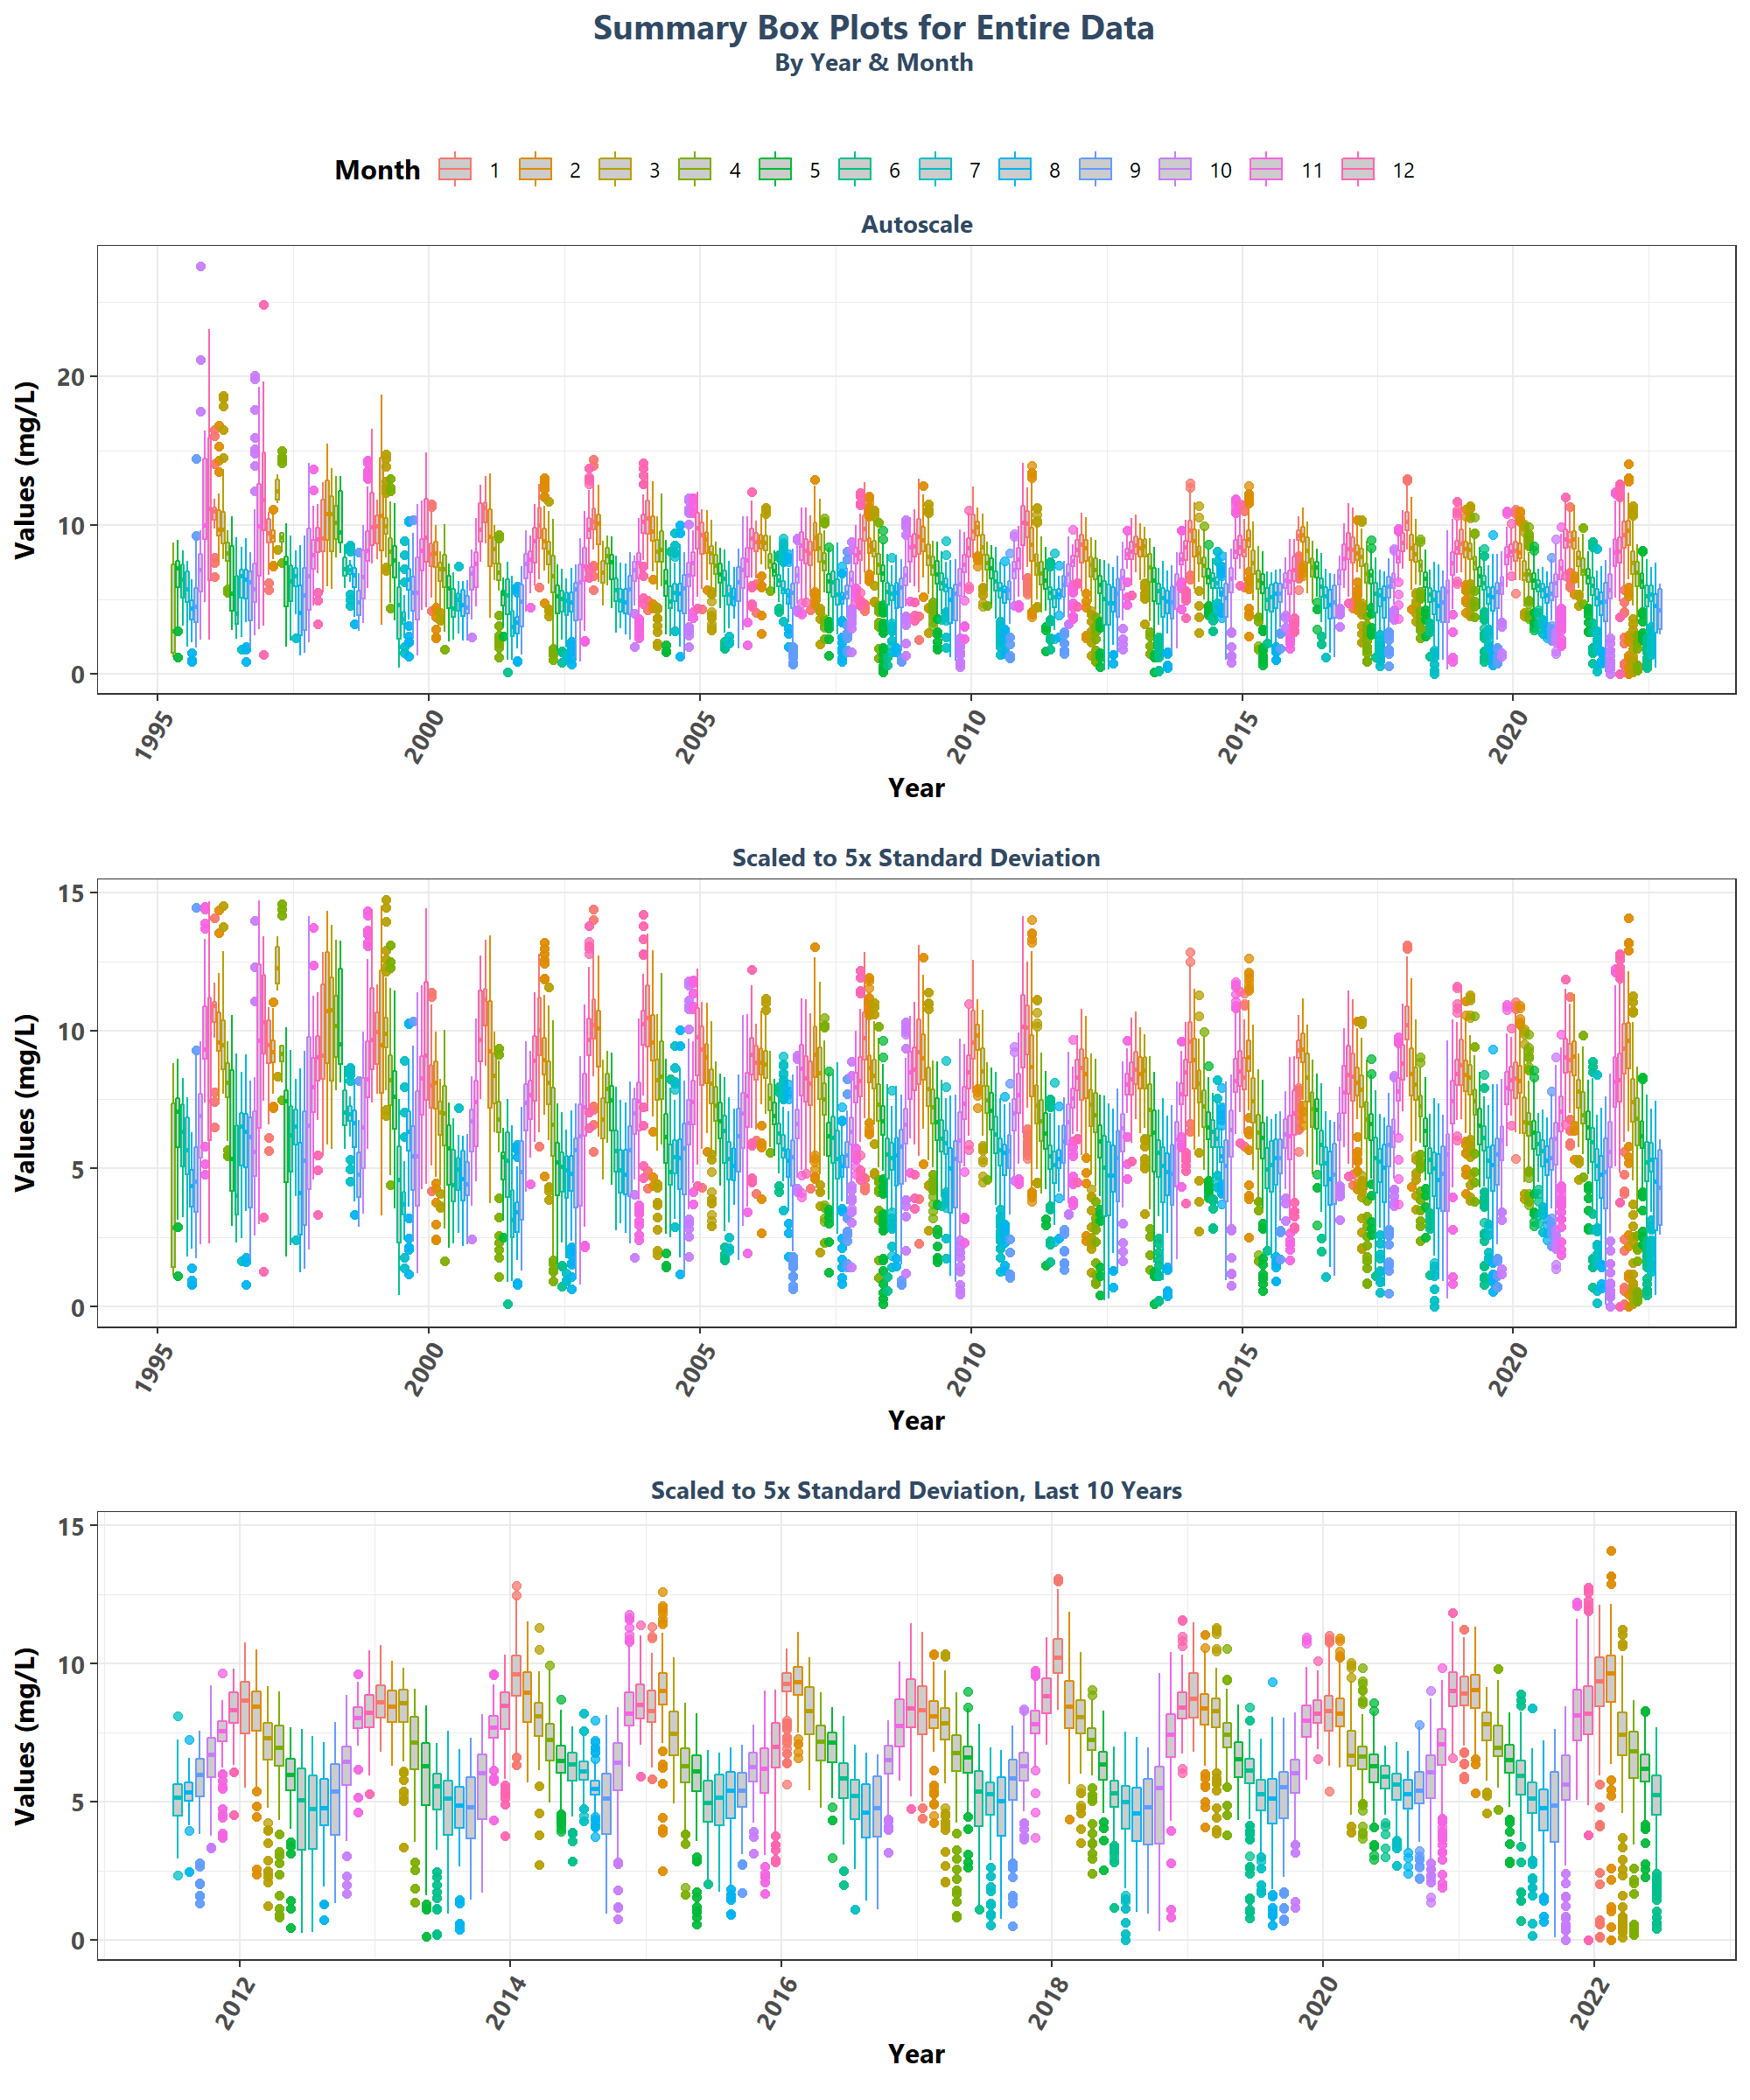 Summary Box Plots for Entire Data
By Year & Month
Month 1 2 3 4 5 6 7 8 9 10 11 12
Autoscale
Values (mg/L)
20
10
0
1995 2000 2005 2010 2015 2020
Year
Scaled to 5x Standard Deviation
Values (mg/L)
15
10
5
0
1995 2000 2005 2010 2015 2020
Year
Scaled to 5x Standard Deviation, Last 10 Years
Values (mg/L)
15
10
5
0
2012 2014 2016 2018 2020 2022
Year